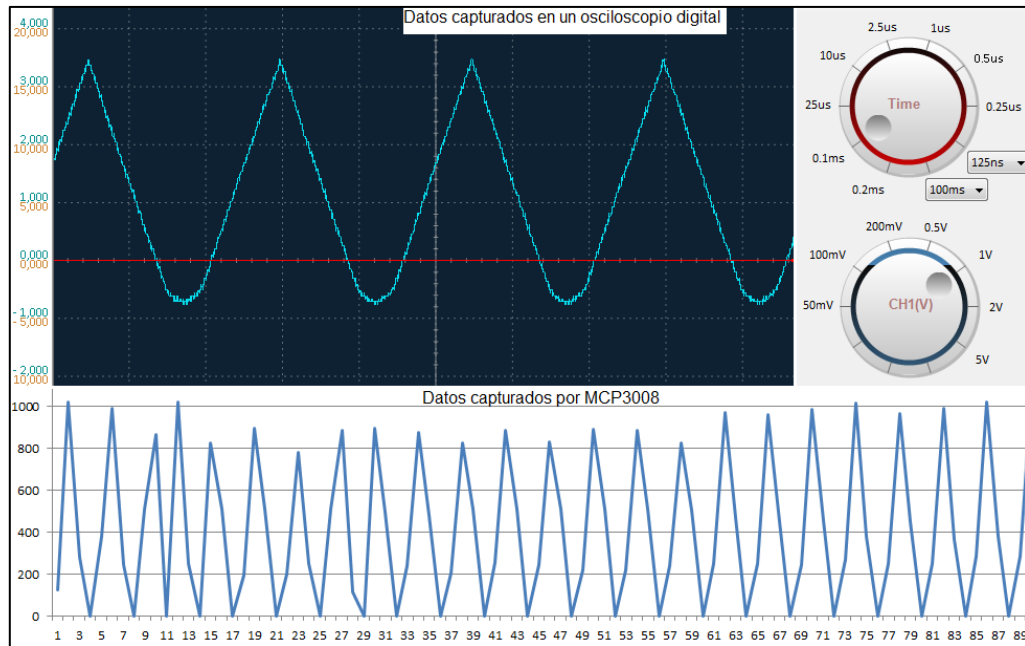 Datos capturados en un osciloscopio digital
4,000
20,000
3,000
15,000
2,000
10,000
1,000
5,000
0,000
0,000
- 1,000
- 5,000
- 2,000
10,000
2.5us
1us
10us
0.5us
25us
Time
0.25us
0.1ms
125ns
0.2ms
100ms
200mV
0.5V
100mV
1V
50mV
CH1(V)
2V
5V
Datos capturados por MCP3008
1000
800
600
400
200
0
1 3 5 7 9 11 13 15 17 19 21 23 25 27 29 31 33 35 37 39 41 43 45 47 49 51 53 55 57 59 61 63 65 67 69 71 73 75 77 79 81 83 85 87 89